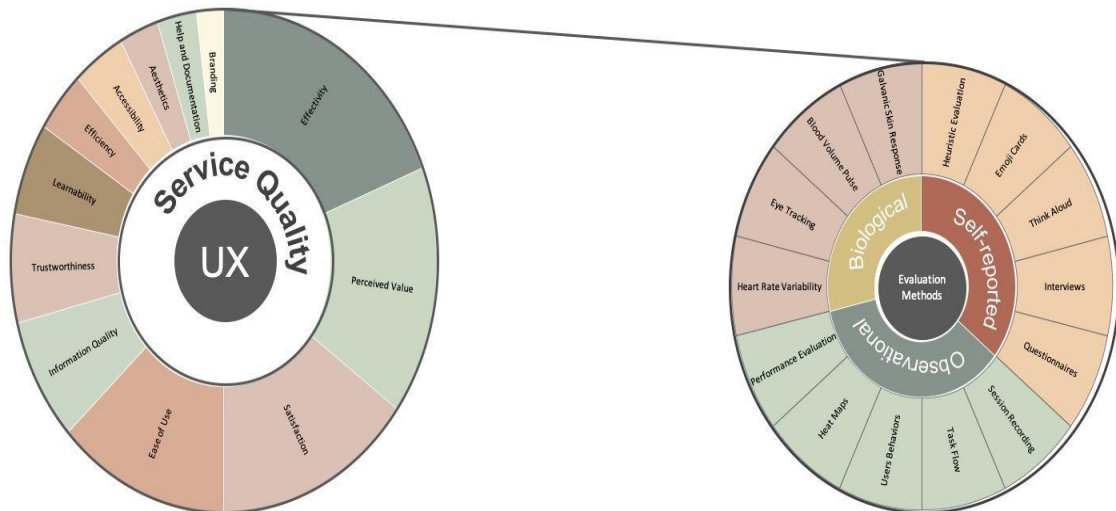 Effectivity
Perceived Value
Satisfaction
Ease of Use
Information Quality
Trustworthiness
Learnability
Efficiency
Accessibility
Aesthetics
Help and Documentation
Branding
Service Quality
UX
Heuristic Evaluation
Emoji Cards
Think Aloud
Interviews
Questionnaires
Session Recording
Task Flow
Users Behaviors
Heat Maps
Performance Evaluation
Heart Rate Variability
Eye Tracking
Blood Volume Pulse
Galvanic Skin Response
Self-reported
Observational
Biological
Evaluation
Methods